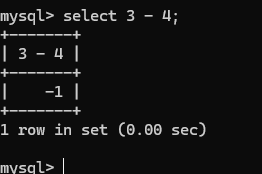 mysql> select 3 - 4;
+-------+
| 3 - 4 |
+-------+
|    -1 |
+-------+
1 row in set (0.00 sec)
mysql>